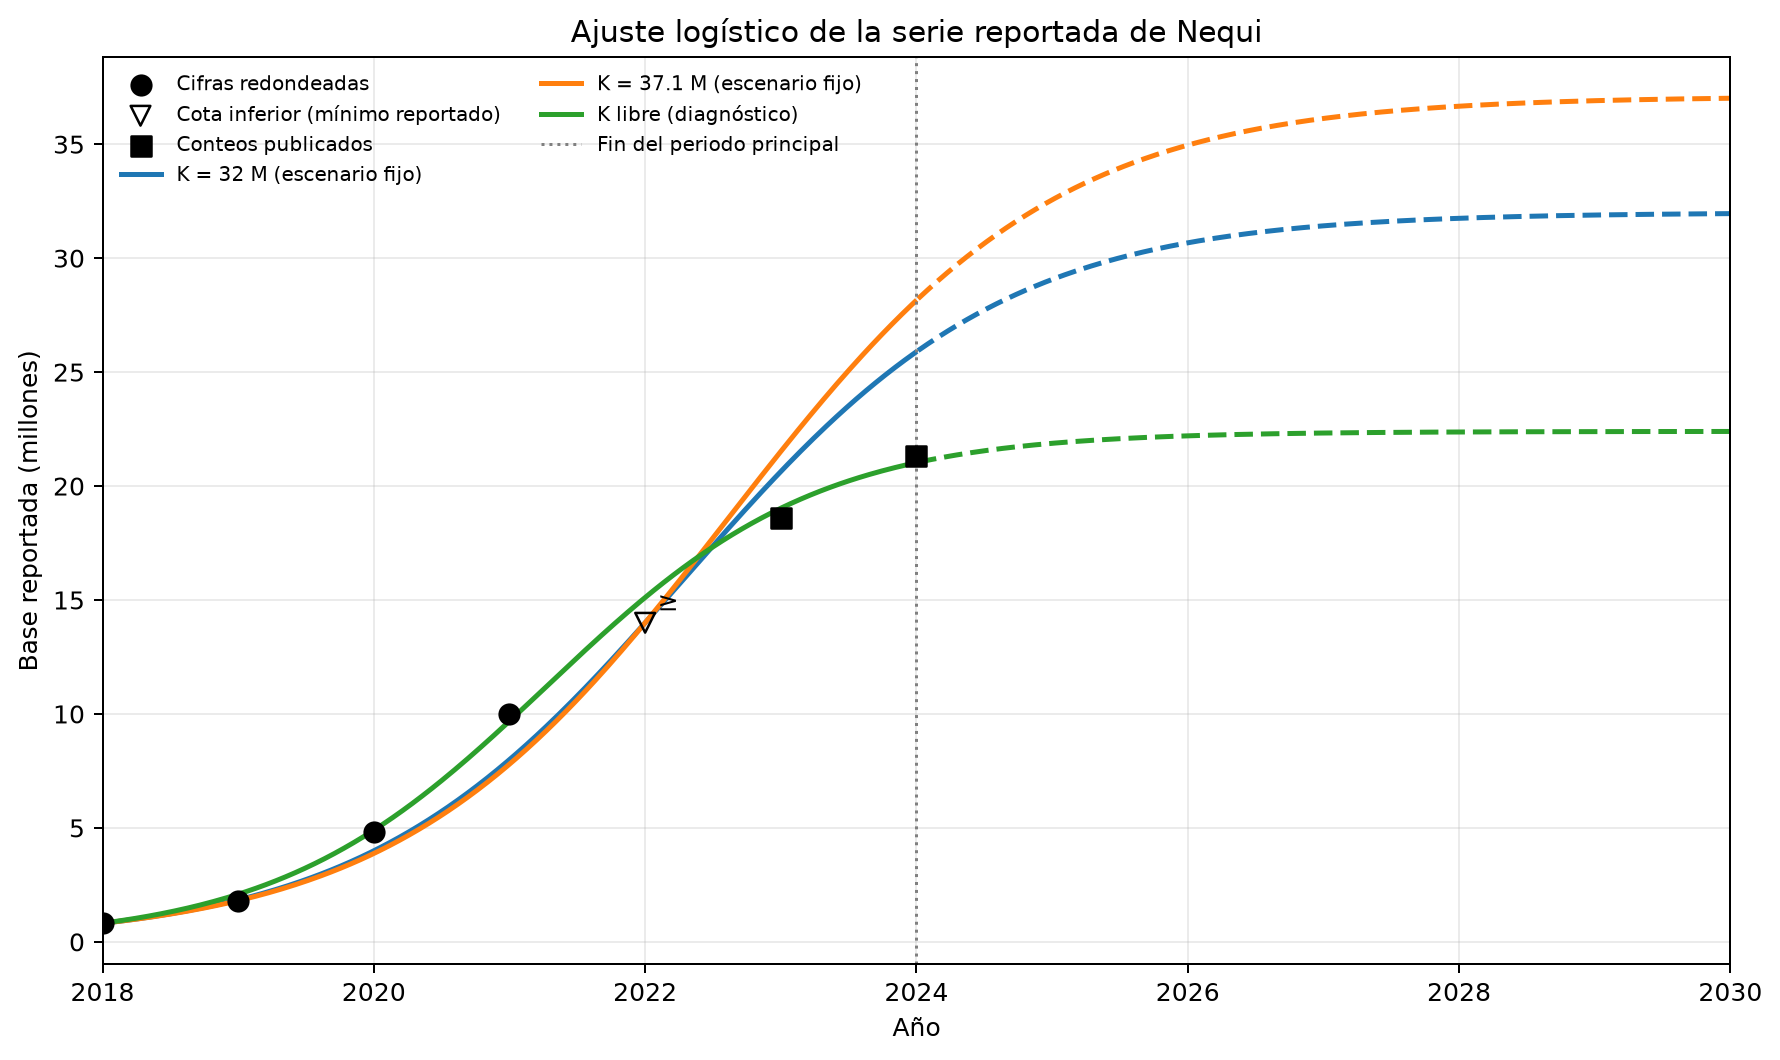 Ajuste logístico de la serie reportada de Nequi
Cifras redondeadas
Cota inferior (mínimo reportado)
Conteos publicados
K = 32 M (escenario fijo)
K = 37.1 M (escenario fijo)
K libre (diagnóstico)
Fin del periodo principal
Base reportada (millones)
35
30
25
20
15
10
5
0
≥
2018
2020
2022
2024
2026
2028
2030
Año